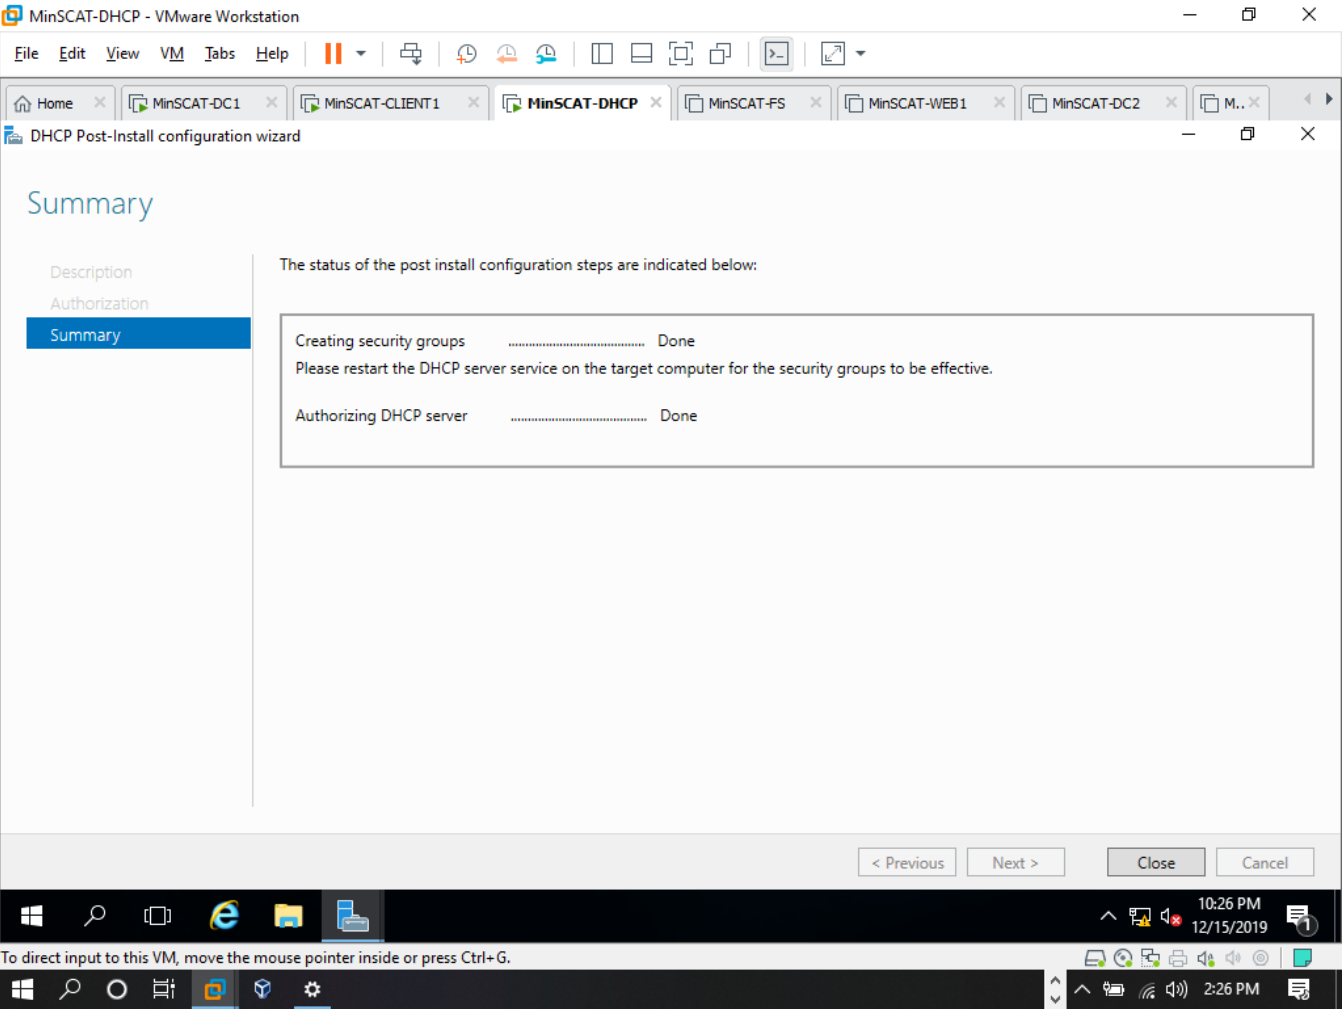 MinSCAT-DHCP - VMware Workstation
File Edit View VM Tabs Help
Home MinSCAT-DC1 MinSCAT-CLIENT1 MinSCAT-DHCP MinSCAT-FS MinSCAT-WEB1 MinSCAT-DC2 M..
DHCP Post-Install configuration wizard
Summary
Description
Authorization
Summary
The status of the post install configuration steps are indicated below:
Creating security groups ........................................ Done
Please restart the DHCP server service on the target computer for the security groups to be effective.
Authorizing DHCP server ........................................ Done
< Previous Next > Close Cancel
10:26 PM
12/15/2019
1
To direct input to this VM, move the mouse pointer inside or press Ctrl+G.
2:26 PM